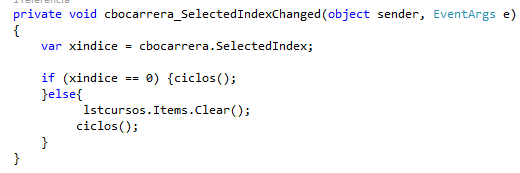 1 referencia
private void cbocarrera_SelectedIndexChanged(object sender, EventArgs e)
{
    var xindice = cbocarrera.SelectedIndex;

    if (xindice == 0) {ciclos();
    }else{
          lstcursos.Items.Clear();
         ciclos();
    }
}